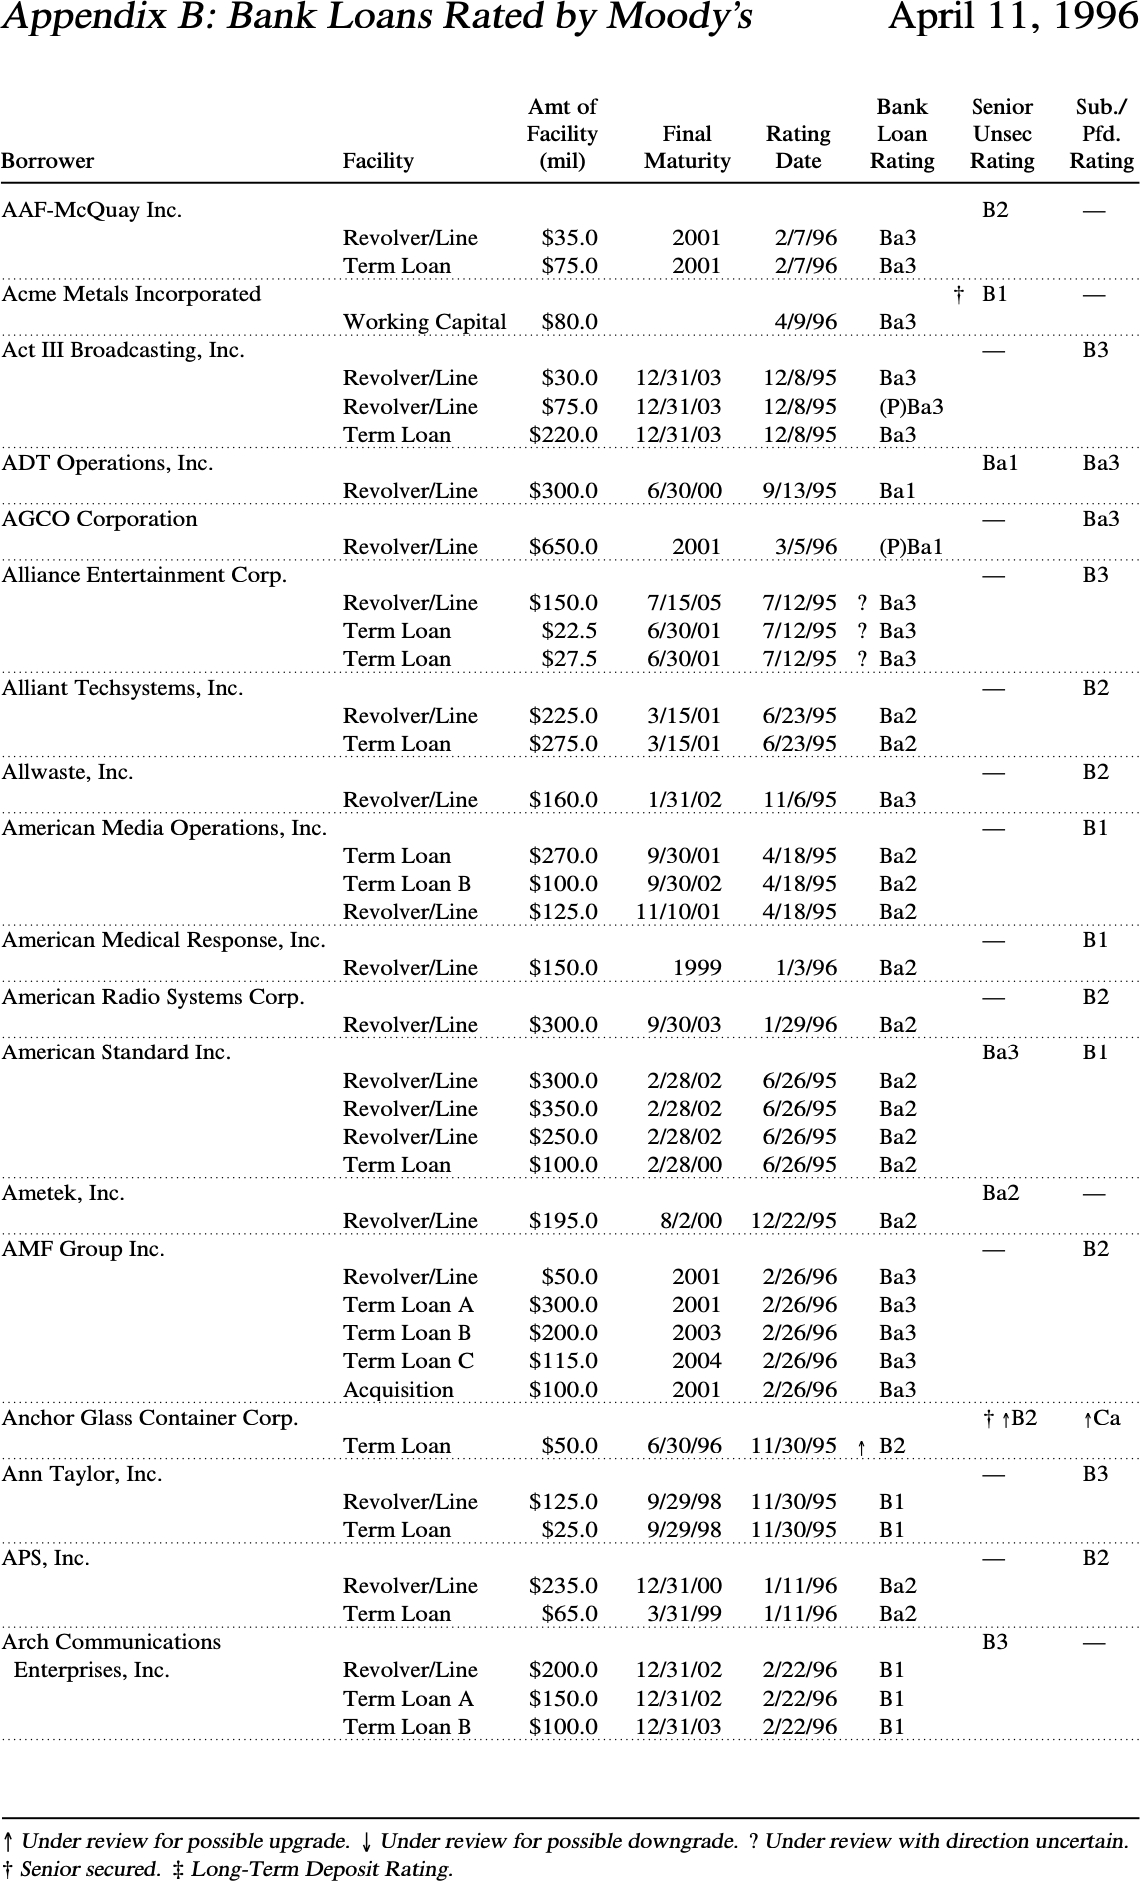 Appendix B: Bank Loans Rated by Moody's April 11, 1996
Amt of Bank Senior Sub./
Facility Final Rating Loan Unsec Pfd.
Borrower Facility (mil) Maturity Date Rating Rating Rating
AAF-McQuay Inc. B2 —
Revolver/Line $35.0 2001 2/7/96 Ba3
Term Loan $75.0 2001 2/7/96 Ba3
Acme Metals Incorporated † B1 —
Working Capital $80.0 4/9/96 Ba3
Act III Broadcasting, Inc. — B3
Revolver/Line $30.0 12/31/03 12/8/95 Ba3
Revolver/Line $75.0 12/31/03 12/8/95 (P)Ba3
Term Loan $220.0 12/31/03 12/8/95 Ba3
ADT Operations, Inc. Ba1 Ba3
Revolver/Line $300.0 6/30/00 9/13/95 Ba1
AGCO Corporation — Ba3
Revolver/Line $650.0 2001 3/5/96 (P)Ba1
Alliance Entertainment Corp. — B3
Revolver/Line $150.0 7/15/05 7/12/95 ? Ba3
Term Loan $22.5 6/30/01 7/12/95 ? Ba3
Term Loan $27.5 6/30/01 7/12/95 ? Ba3
Alliant Techsystems, Inc. — B2
Revolver/Line $225.0 3/15/01 6/23/95 Ba2
Term Loan $275.0 3/15/01 6/23/95 Ba2
Allwaste, Inc. — B2
Revolver/Line $160.0 1/31/02 11/6/95 Ba3
American Media Operations, Inc. — B1
Term Loan $270.0 9/30/01 4/18/95 Ba2
Term Loan B $100.0 9/30/02 4/18/95 Ba2
Revolver/Line $125.0 11/10/01 4/18/95 Ba2
American Medical Response, Inc. — B1
Revolver/Line $150.0 1999 1/3/96 Ba2
American Radio Systems Corp. — B2
Revolver/Line $300.0 9/30/03 1/29/96 Ba2
American Standard Inc. Ba3 B1
Revolver/Line $300.0 2/28/02 6/26/95 Ba2
Revolver/Line $350.0 2/28/02 6/26/95 Ba2
Revolver/Line $250.0 2/28/02 6/26/95 Ba2
Term Loan $100.0 2/28/00 6/26/95 Ba2
Ametek, Inc. Ba2 —
Revolver/Line $195.0 8/2/00 12/22/95 Ba2
AMF Group Inc. — B2
Revolver/Line $50.0 2001 2/26/96 Ba3
Term Loan A $300.0 2001 2/26/96 Ba3
Term Loan B $200.0 2003 2/26/96 Ba3
Term Loan C $115.0 2004 2/26/96 Ba3
Acquisition $100.0 2001 2/26/96 Ba3
Anchor Glass Container Corp. † ↑B2 ↑Ca
Term Loan $50.0 6/30/96 11/30/95 ↑ B2
Ann Taylor, Inc. — B3
Revolver/Line $125.0 9/29/98 11/30/95 B1
Term Loan $25.0 9/29/98 11/30/95 B1
APS, Inc. — B2
Revolver/Line $235.0 12/31/00 1/11/96 Ba2
Term Loan $65.0 3/31/99 1/11/96 Ba2
Arch Communications B3 —
Enterprises, Inc. Revolver/Line $200.0 12/31/02 2/22/96 B1
Term Loan A $150.0 12/31/02 2/22/96 B1
Term Loan B $100.0 12/31/03 2/22/96 B1
↑ Under review for possible upgrade. ↓ Under review for possible downgrade. ? Under review with direction uncertain.
† Senior secured. ‡ Long-Term Deposit Rating.